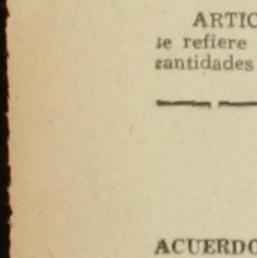 ARTIC
se refiere
cantidades
ACUERDO